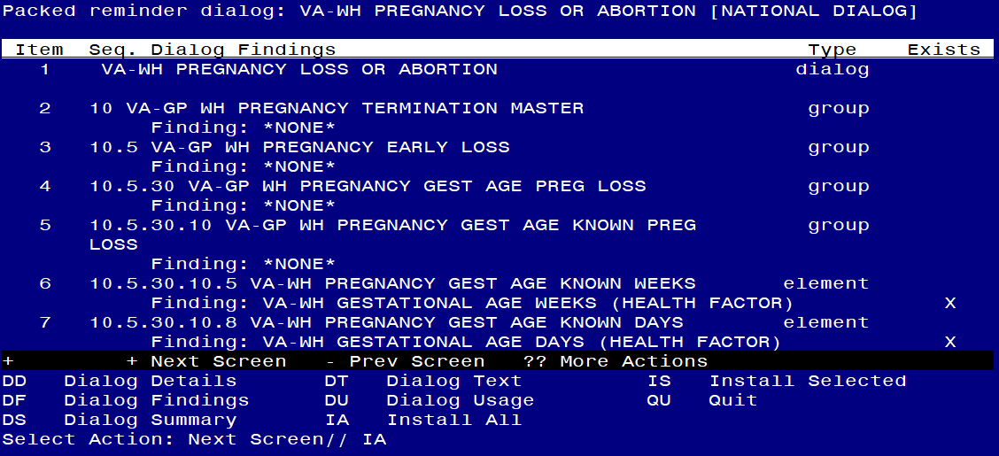 Packed reminder dialog: VA-WH PREGNANCY LOSS OR ABORTION [NATIONAL DIALOG]
Item Seq. Dialog Findings Type Exists
1 VA-WH PREGNANCY LOSS OR ABORTION dialog
2 10 VA-GP WH PREGNANCY TERMINATION MASTER group
Finding: *NONE*
3 10.5 VA-GP WH PREGNANCY EARLY LOSS group
Finding: *NONE*
4 10.5.30 VA-GP WH PREGNANCY GEST AGE PREG LOSS group
Finding: *NONE*
5 10.5.30.10 VA-GP WH PREGNANCY GEST AGE KNOWN PREG group
LOSS
Finding: *NONE*
6 10.5.30.10.5 VA-WH PREGNANCY GEST AGE KNOWN WEEKS element
Finding: VA-WH GESTATIONAL AGE WEEKS (HEALTH FACTOR) X
7 10.5.30.10.8 VA-WH PREGNANCY GEST AGE KNOWN DAYS element
Finding: VA-WH GESTATIONAL AGE DAYS (HEALTH FACTOR) X
+ + Next Screen - Prev Screen ?? More Actions
DD Dialog Details DT Dialog Text IS Install Selected
DF Dialog Findings DU Dialog Usage QU Quit
DS Dialog Summary IA Install All
Select Action: Next Screen// IA